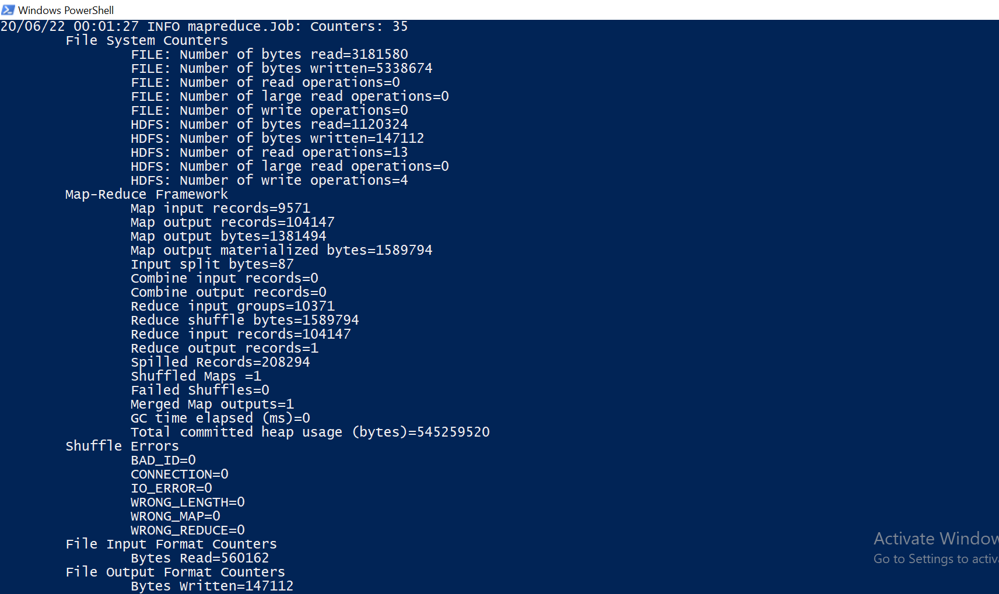 Windows PowerShell
20/06/22 00:01:27 INFO mapreduce.Job: Counters: 35
File System Counters
FILE: Number of bytes read=3181580
FILE: Number of bytes written=5338674
FILE: Number of read operations=0
FILE: Number of large read operations=0
FILE: Number of write operations=0
HDFS: Number of bytes read=1120324
HDFS: Number of bytes written=147112
HDFS: Number of read operations=13
HDFS: Number of large read operations=0
HDFS: Number of write operations=4
Map-Reduce Framework
Map input records=9571
Map output records=104147
Map output bytes=1381494
Map output materialized bytes=1589794
Input split bytes=87
Combine input records=0
Combine output records=0
Reduce input groups=10371
Reduce shuffle bytes=1589794
Reduce input records=104147
Reduce output records=1
Spilled Records=208294
Shuffled Maps =1
Failed Shuffles=0
Merged Map outputs=1
GC time elapsed (ms)=0
Total committed heap usage (bytes)=545259520
Shuffle Errors
BAD_ID=0
CONNECTION=0
IO_ERROR=0
WRONG_LENGTH=0
WRONG_MAP=0
WRONG_REDUCE=0
File Input Format Counters
Bytes Read=560162
File Output Format Counters
Bytes Written=147112
Activate Window
Go to Settings to activ